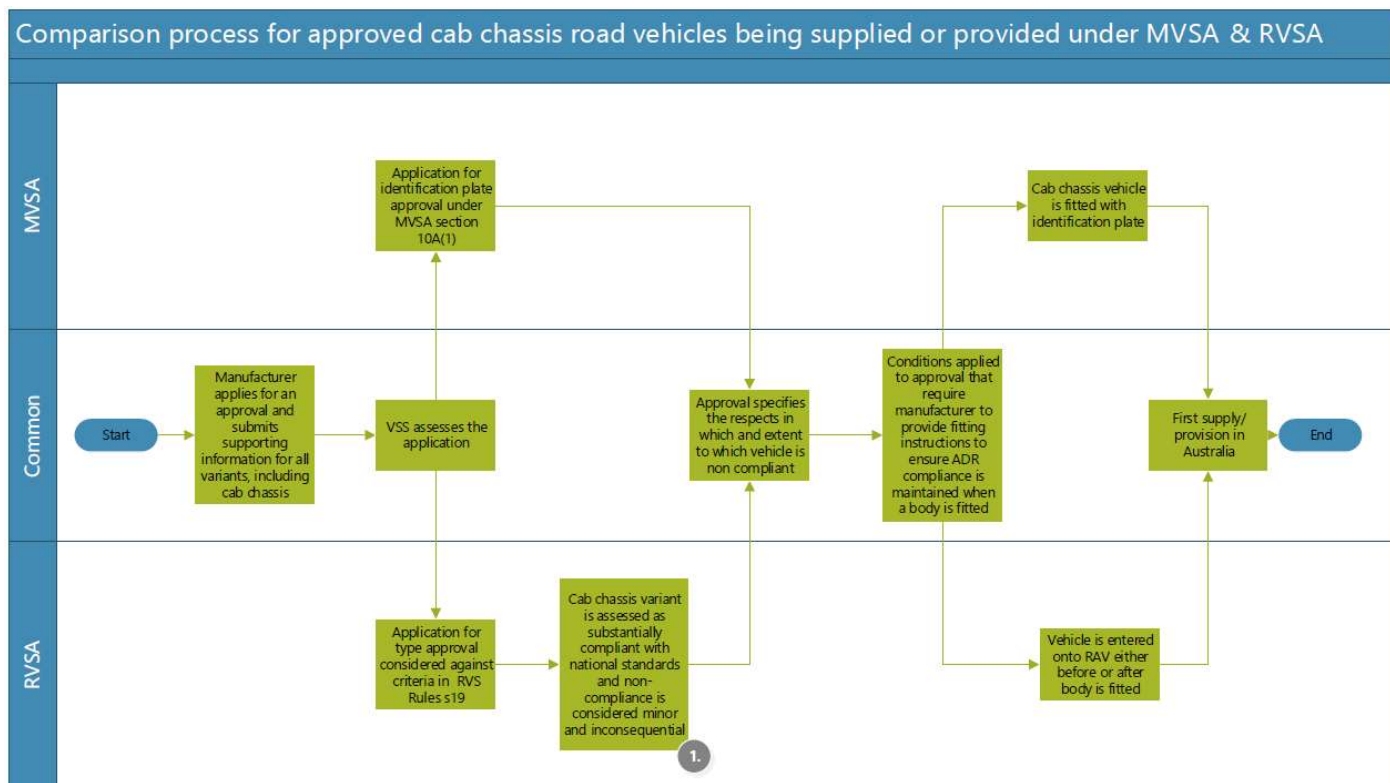 Comparison process for approved cab chassis road vehicles being supplied or provided under MVSA & RVSA
MVSA
Application for
identification plate
approval under
MVSA section
10A(1)
Cab chassis vehicle
is fitted with
identification plate
Common
Start
Manufacturer
applies for an
approval and
submits
supporting
information for all
variants, including
cab chassis
VSS assesses the
application
Approval specifies
the respects in
which and extent
to which vehicle is
non compliant
Conditions applied
to approval that
require
manufacturer to
provide fitting
instructions to
ensure ADR
compliance is
maintained when
a body is fitted
First supply/
provision in
Australia
End
RVSA
Application for
type approval
considered against
criteria in RVS
Rules s19
Cab chassis variant
is assessed as
substantially
compliant with
national standards
and non-
compliance is
considered minor
and inconsequential
1.
Vehicle is entered
onto RAV either
before or after
body is fitted